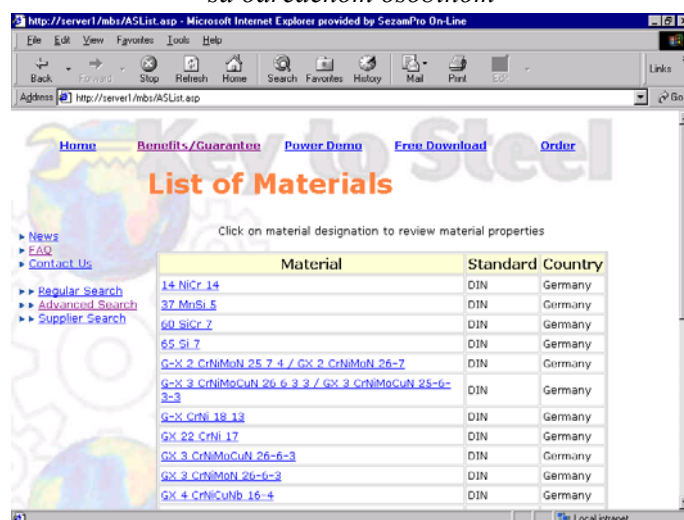 sa određenom osobinom
http://server1/mbs/ASList.asp - Microsoft Internet Explorer provided by SezamPro On-Line
File Edit View Favorites Tools Help
Back Forward Stop Refresh Home Search Favorites History Mail Print Edit Links
Address http://server1/mbs/ASList.asp Go
Key to Steel
Home Benefits/Guarantee Power Demo Free Download Order
List of Materials
Click on material designation to review material properties
News
FAQ
Contact Us
Regular Search
Advanced Search
Supplier Search
Material Standard Country
14 NiCr 14 DIN Germany
37 MnSi 5 DIN Germany
60 SiCr 7 DIN Germany
65 Si 7 DIN Germany
G-X 2 CrNiMoN 25 7 4 / GX 2 CrNiMoN 26-7 DIN Germany
G-X 3 CrNiMoCuN 26 6 3 3 / GX 3 CrNiMoCuN 25-6-
3-3 DIN Germany
G-X CrNi 18 13 DIN Germany
GX 22 CrNi 17 DIN Germany
GX 3 CrNiMoCuN 26-6-3 DIN Germany
GX 3 CrNiMoN 26-6-3 DIN Germany
GX 4 CrNiCuNb 16-4 DIN Germany
Local intranet